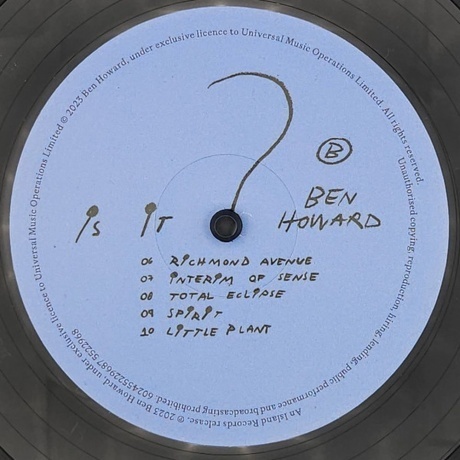 iS iT ?
B
BEN
HOWARD
06 RiCHMOND AVENUE
07 iNTERiM OF SENSE
08 TOTAL ECLiPSE
09 SPiRiT
10 LiTTLE PLANT
℗ 2023 Ben Howard, under exclusive licence to Universal Music Operations Limited © 2023 Ben Howard, under exclusive licence to Universal Music Operations Limited. All rights reserved.
Unauthorised copying, reproduction, hiring, lending, public performance and broadcasting prohibited. 602455229687 5522968
An Island Records release.